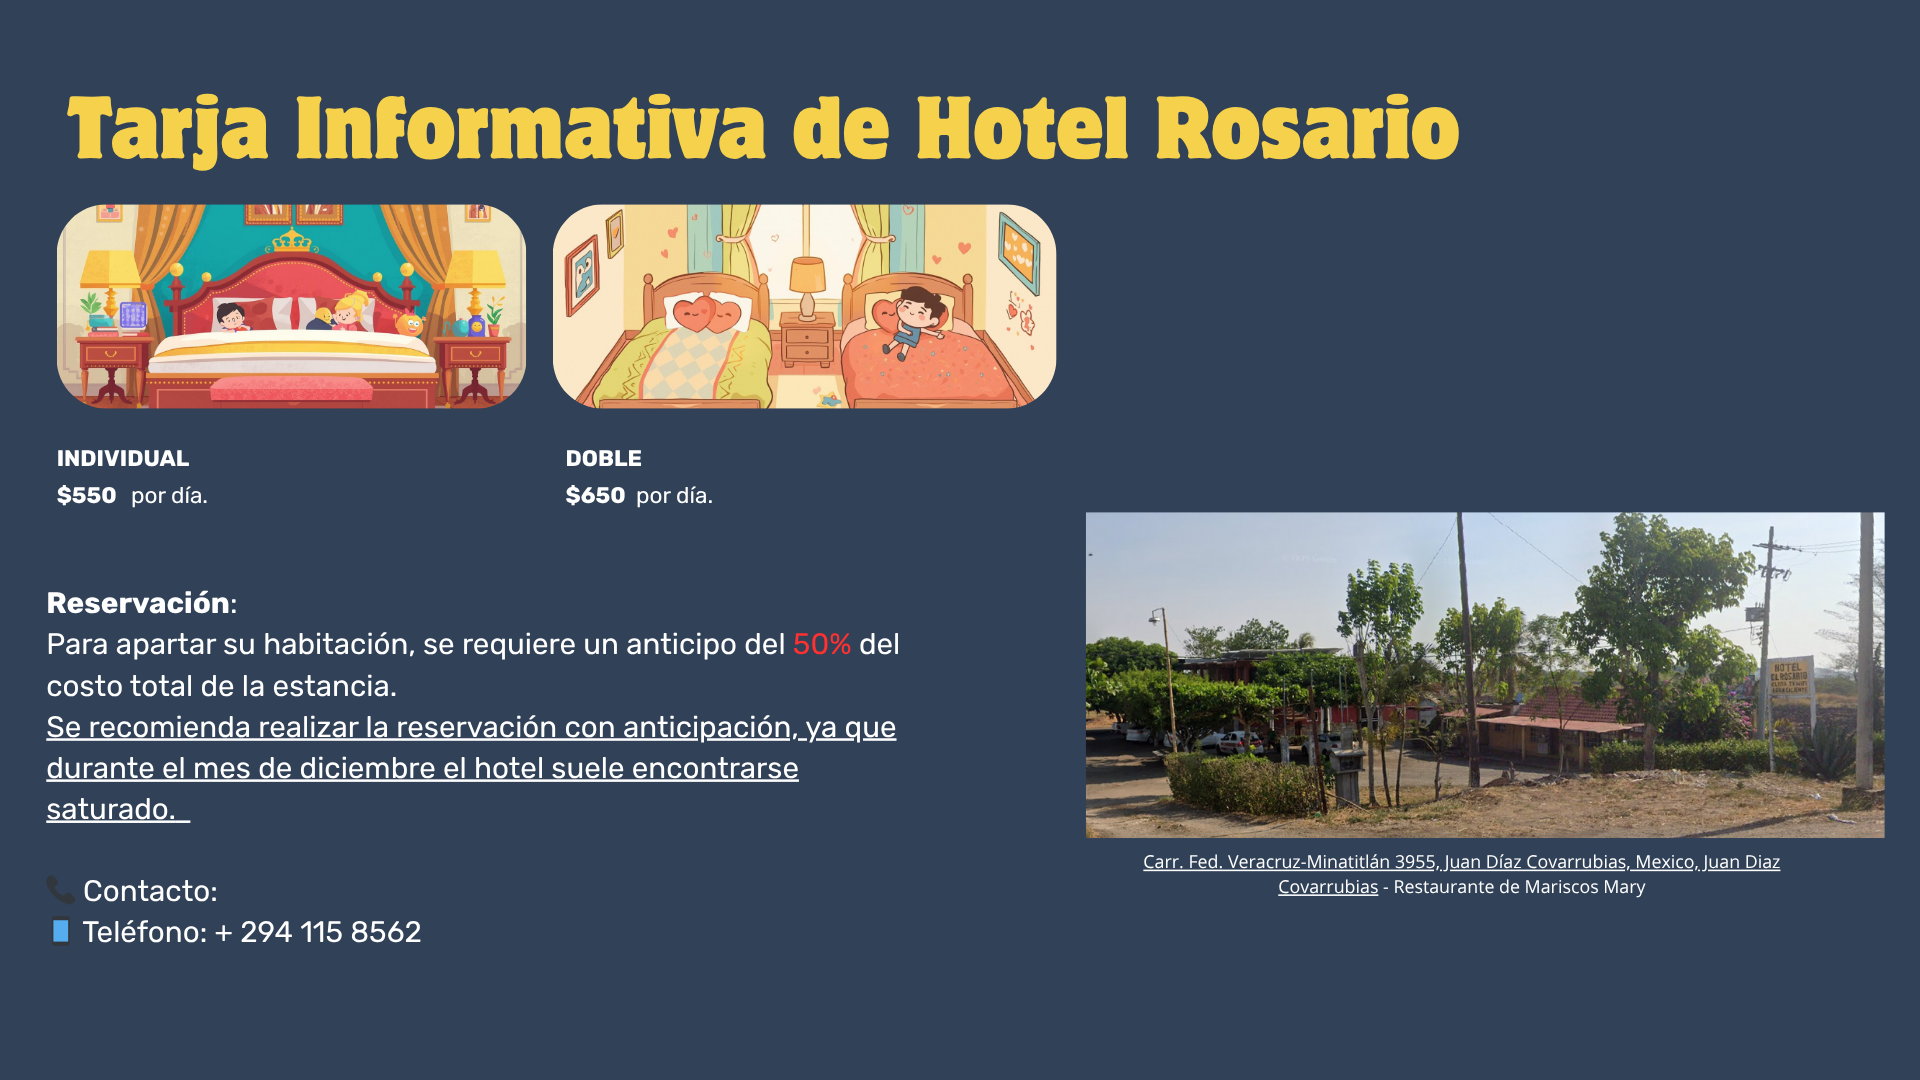 Tarja Informativa de Hotel Rosario
INDIVIDUAL
$550 por día.
DOBLE
$650 por día.
Reservación:
Para apartar su habitación, se requiere un anticipo del 50% del
costo total de la estancia.
Se recomienda realizar la reservación con anticipación, ya que
durante el mes de diciembre el hotel suele encontrarse
saturado.
📞 Contacto:
📱 Teléfono: + 294 115 8562
HOTEL
EL ROSARIO
Carr. Fed. Veracruz-Minatitlán 3955, Juan Díaz Covarrubias, Mexico, Juan Diaz
Covarrubias - Restaurante de Mariscos Mary